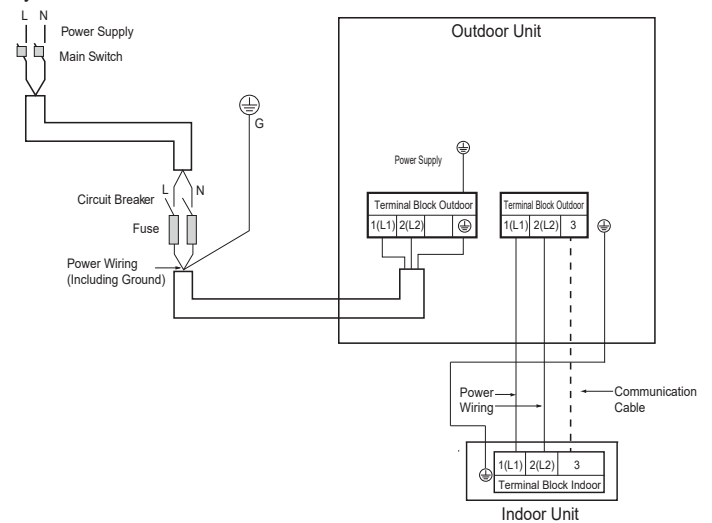 L N
Power Supply
Main Switch
Outdoor Unit
G
Power Supply
L N
Circuit Breaker
Fuse
Terminal Block Outdoor
1(L1) 2(L2)
Terminal Block Outdoor
1(L1) 2(L2) 3
Power Wiring
(Including Ground)
Power
Wiring
Communication
Cable
1(L1) 2(L2) 3
Terminal Block Indoor
Indoor Unit